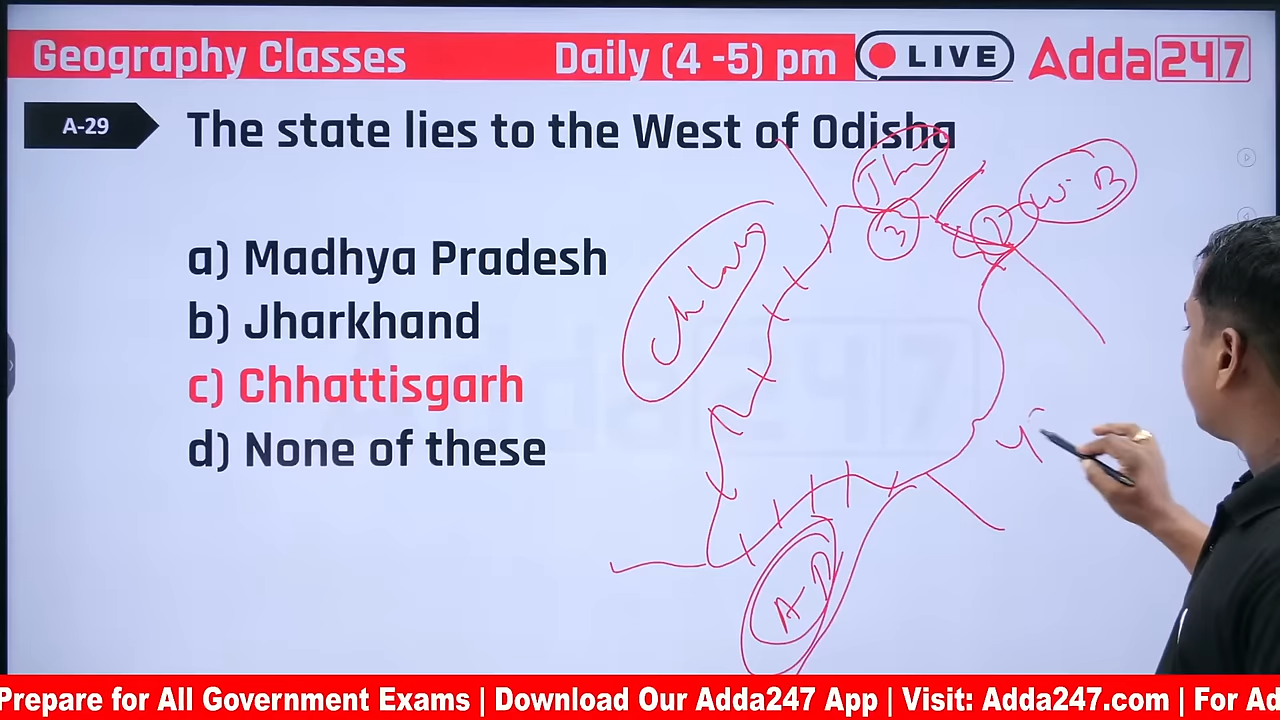 Geography Classes
Daily (4 -5) pm
LIVE
Adda247
A-29
The state lies to the West of Odisha
a) Madhya Pradesh
b) Jharkhand
c) Chhattisgarh
d) None of these
W. B
3
A-P
Prepare for All Government Exams | Download Our Adda247 App | Visit: Adda247.com | For Ad